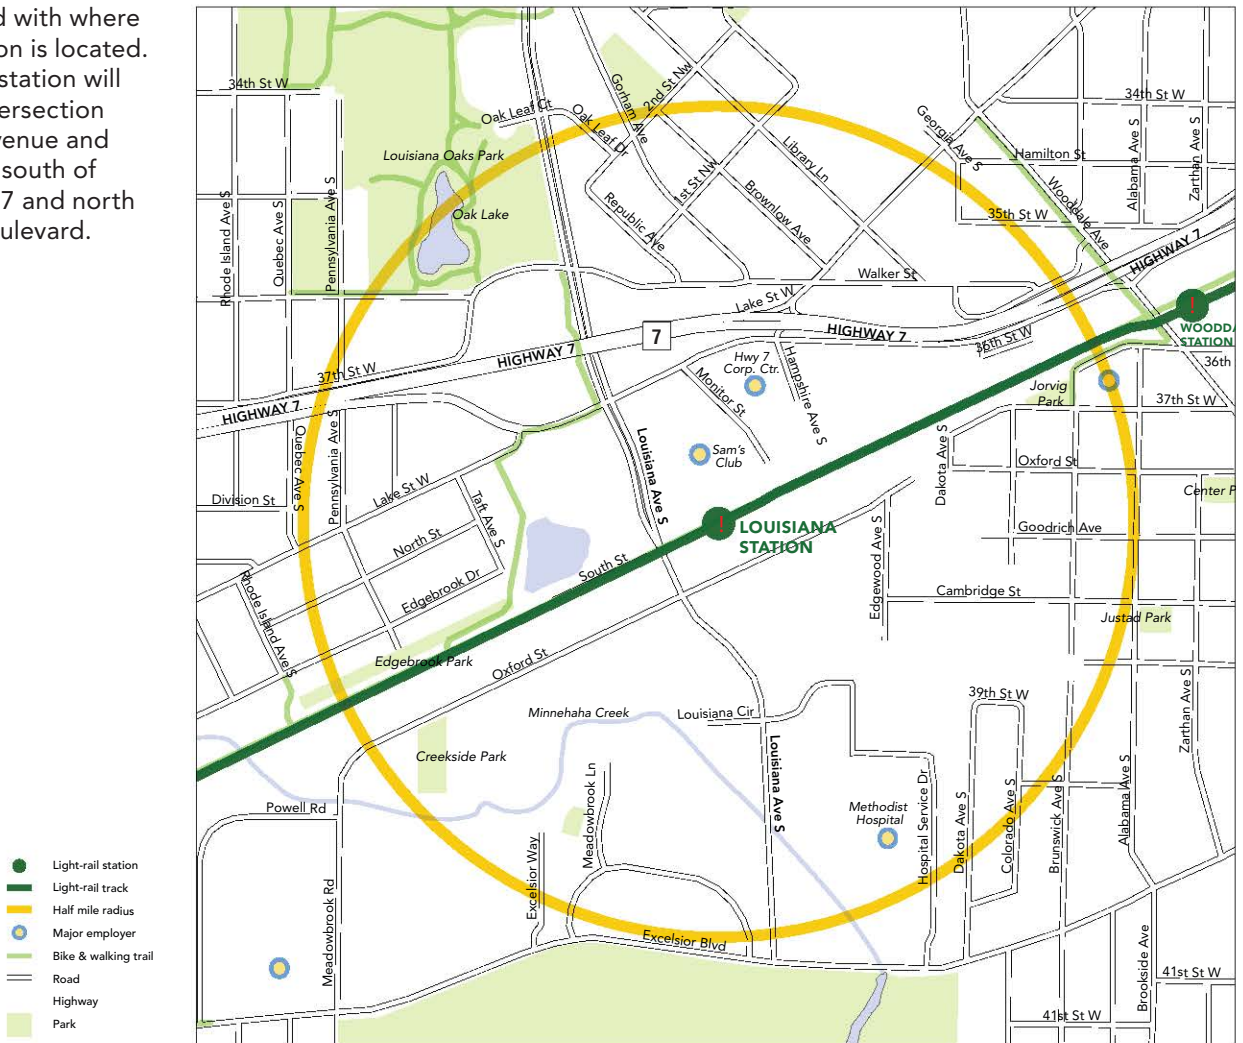 d with where
on is located.
station will
ersection
venue and
south of
7 and north
ulevard.
34th St W
Louisiana Oaks Park
Oak Lake
Oak Leaf Ct
Oak Leaf Dr
Gorham Ave
2nd St Nw
1st St Nw
Republic Ave
Library Ln
Brownlow Ave
Georgia Ave S
34th St W
Hamilton St
Alabama Ave S
Zarthan Ave S
Wooddale Ave
35th St W
Rhode Island Ave S
Quebec Ave S
Pennsylvania Ave S
Walker St
Lake St W
HIGHWAY 7
HIGHWAY 7
7
HIGHWAY 7
36th St W
!
WOODDA
STATION
36th
37th St W
HIGHWAY 7
Hwy 7
Corp. Ctr.
Hampshire Ave S
Monitor St
Jorvig
Park
37th St W
Quebec Ave S
Pennsylvania Ave S
Louisiana Ave S
Sam's
Club
Dakota Ave S
Oxford St
Center P
Division St
Lake St W
Taft Ave S
North St
!
LOUISIANA
STATION
Goodrich Ave
Edgewood Ave S
South St
Edgebrook Dr
Rhode Island Ave S
Cambridge St
Justad Park
Edgebrook Park
Oxford St
Minnehaha Creek
Louisiana Cir
39th St W
Zarthan Ave S
Creekside Park
Louisiana Ave S
Powell Rd
Meadowbrook Ln
Methodist
Hospital
Hospital Service Dr
Dakota Ave S
Colorado Ave S
Brunswick Ave S
Alabama Ave S
Excelsior Way
Meadowbrook Rd
Excelsior Blvd
Brookside Ave
41st St W
41st St W
Light-rail station
Light-rail track
Half mile radius
Major employer
Bike & walking trail
Road
Highway
Park